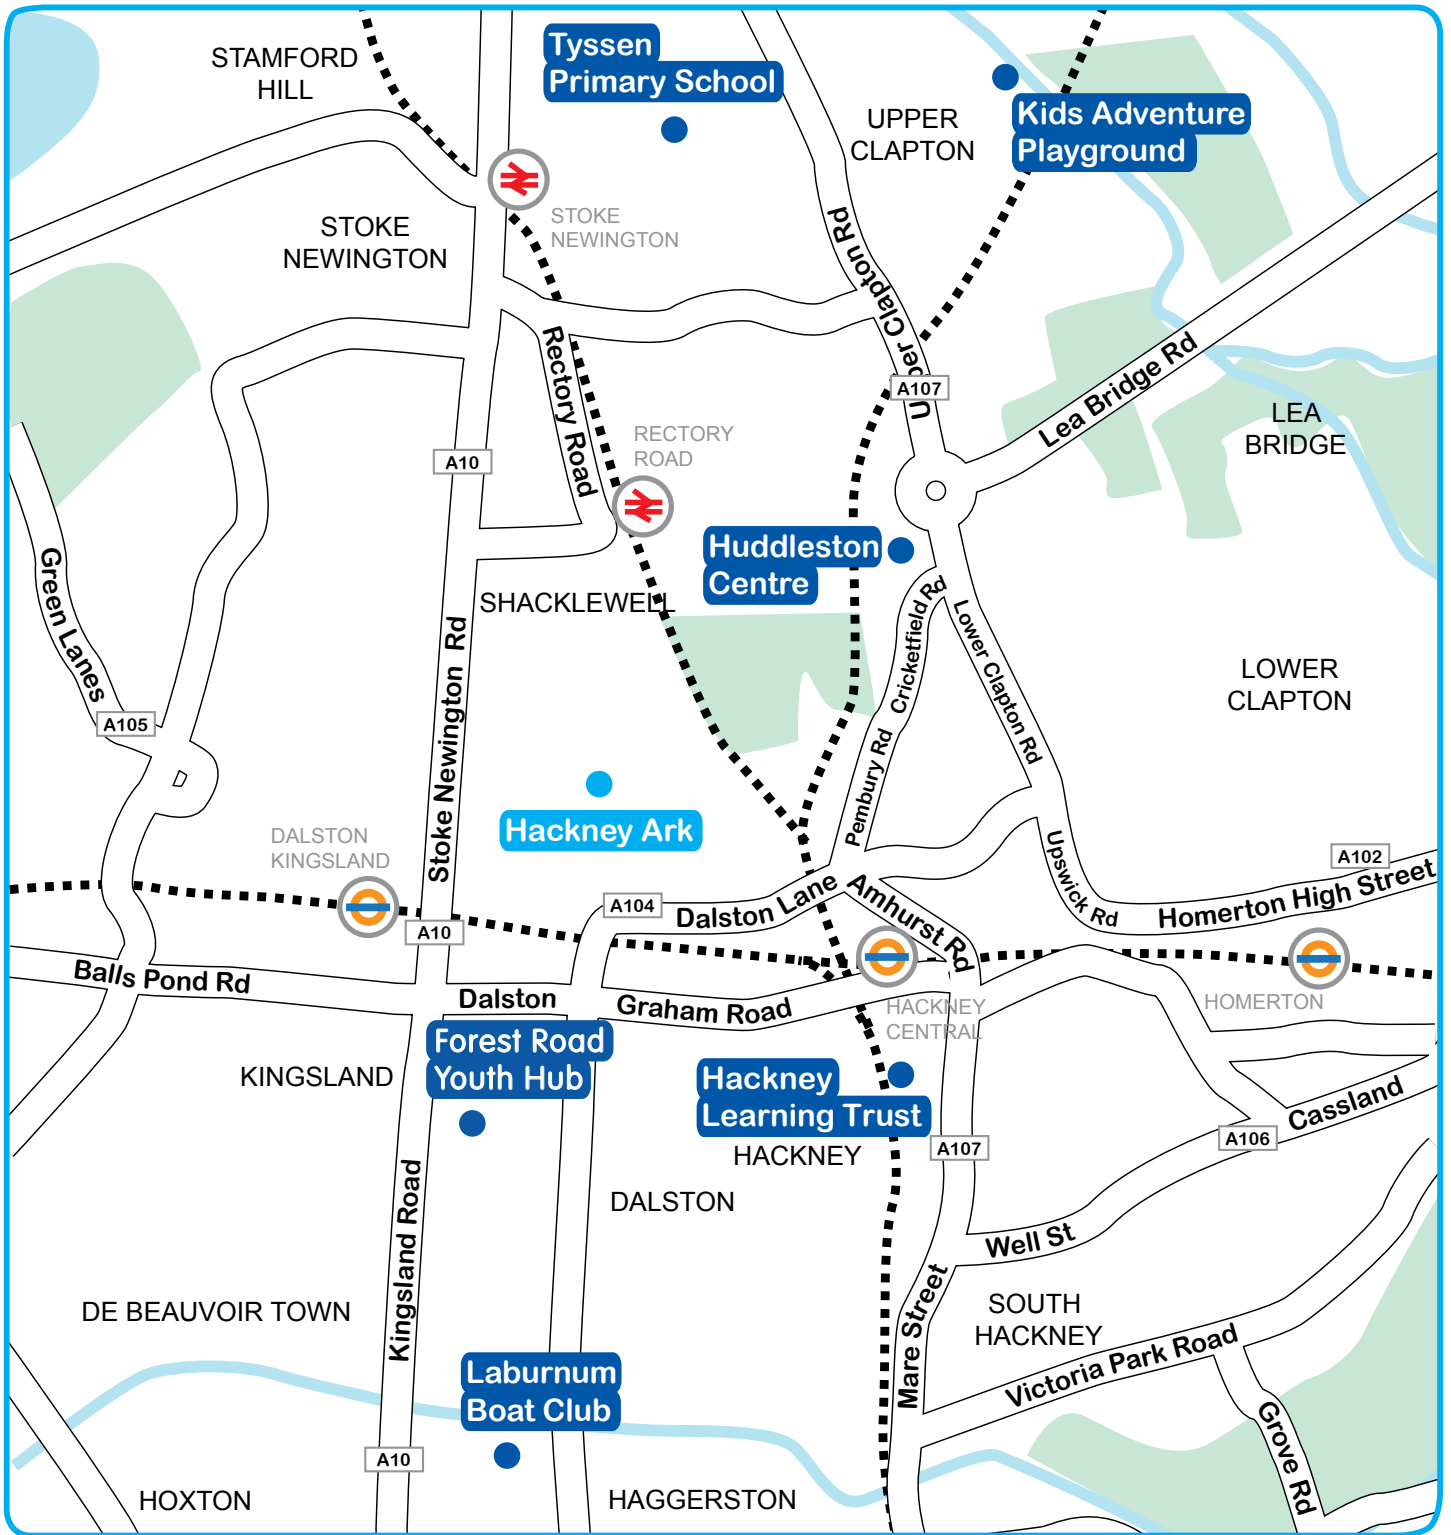 Tyssen
Primary School
STAMFORD
HILL
Kids Adventure
Playground
UPPER
CLAPTON
STOKE
NEWINGTON
STOKE
NEWINGTON
Upper Clapton Rd
Rectory Road
A107
Lea Bridge Rd
LEA
BRIDGE
RECTORY
ROAD
A10
Huddleston
Centre
Green Lanes
SHACKLEWELL
Cricketfield Rd
Lower Clapton Rd
LOWER
CLAPTON
Stoke Newington Rd
A105
Pembury Rd
Hackney Ark
DALSTON
KINGSLAND
Upswick Rd
A102
Homerton High Street
A104
Dalston Lane
Amhurst Rd
A10
Balls Pond Rd
Dalston
Graham Road
HACKNEY
CENTRAL
HOMERTON
Forest Road
Youth Hub
KINGSLAND
Hackney
Learning Trust
HACKNEY
A107
Cassland
A106
DALSTON
Kingsland Road
Well St
DE BEAUVOIR TOWN
Mare Street
SOUTH
HACKNEY
Victoria Park Road
Laburnum
Boat Club
Grove Rd
A10
HOXTON
HAGGERSTON